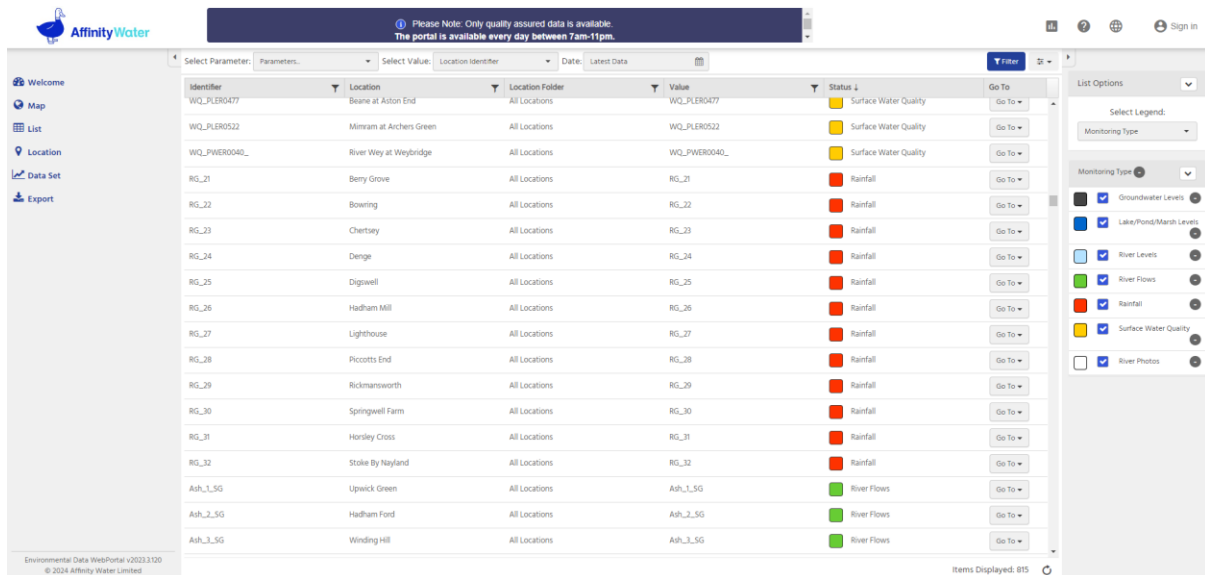 AffinityWater
Please Note: Only quality assured data is available.
The portal is available every day between 7am-11pm.
Sign in
Select Parameter: Parameters.. Select Value: Location Identifier Date: Latest Data Filter
Welcome
Map
List
Location
Data Set
Export
Identifier Location Location Folder Value Status ↓ Go To
WQ_PLER0477 Beane at Aston End All Locations WQ_PLER0477 Surface Water Quality Go To
WQ_PLER0522 Mimram at Archers Green All Locations WQ_PLER0522 Surface Water Quality Go To
WQ_PWER0040_ River Wey at Weybridge All Locations WQ_PWER0040_ Surface Water Quality Go To
RG_21 Berry Grove All Locations RG_21 Rainfall Go To
RG_22 Bowring All Locations RG_22 Rainfall Go To
RG_23 Chertsey All Locations RG_23 Rainfall Go To
RG_24 Denge All Locations RG_24 Rainfall Go To
RG_25 Digswell All Locations RG_25 Rainfall Go To
RG_26 Hadham Mill All Locations RG_26 Rainfall Go To
RG_27 Lighthouse All Locations RG_27 Rainfall Go To
RG_28 Piccotts End All Locations RG_28 Rainfall Go To
RG_29 Rickmansworth All Locations RG_29 Rainfall Go To
RG_30 Springwell Farm All Locations RG_30 Rainfall Go To
RG_31 Horsley Cross All Locations RG_31 Rainfall Go To
RG_32 Stoke By Nayland All Locations RG_32 Rainfall Go To
Ash_1_SG Upwick Green All Locations Ash_1_SG River Flows Go To
Ash_2_SG Hadham Ford All Locations Ash_2_SG River Flows Go To
Ash_3_SG Winding Hill All Locations Ash_3_SG River Flows Go To
Items Displayed: 815
List Options
Select Legend:
Monitoring Type
Monitoring Type
Groundwater Levels
Lake/Pond/Marsh Levels
River Levels
River Flows
Rainfall
Surface Water Quality
River Photos
Environmental Data WebPortal v2023.3.120
© 2024 Affinity Water Limited